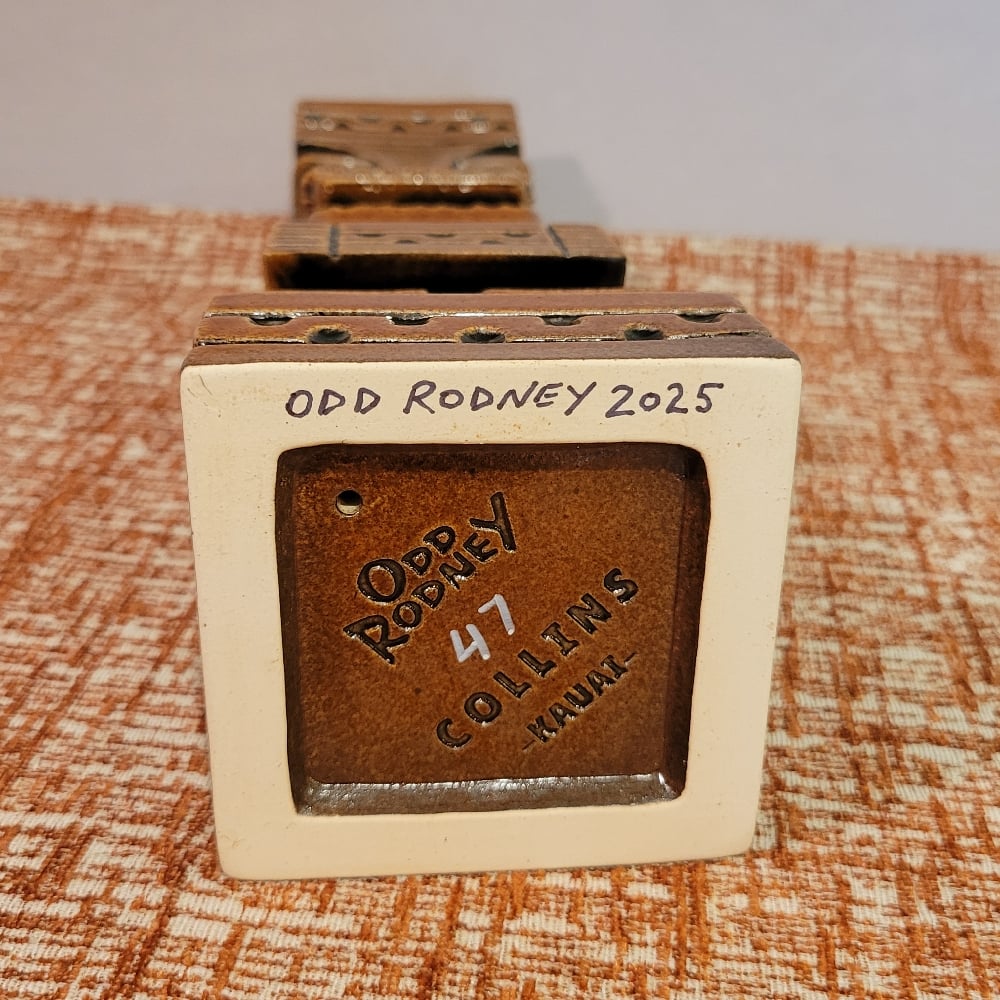 ODD RODNEY 2025
ODD
RODNEY
47
COLLINS
-KAUAI-